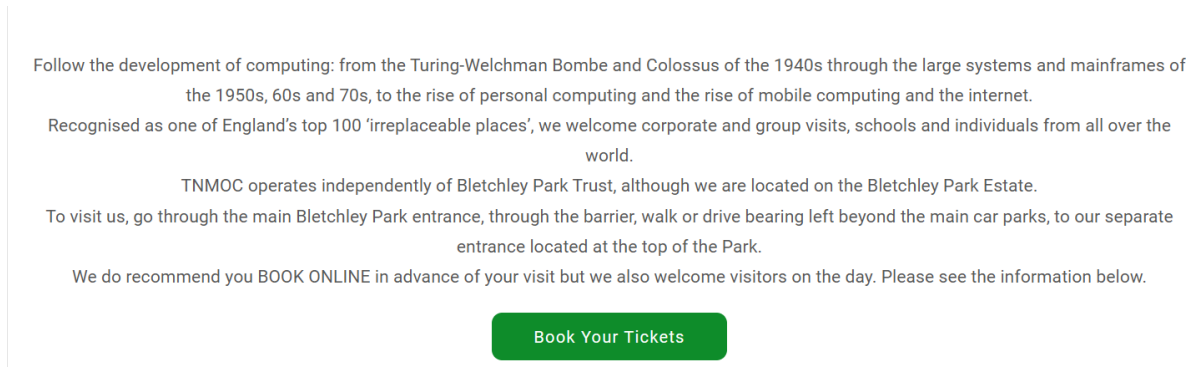 Follow the development of computing: from the Turing-Welchman Bombe and Colossus of the 1940s through the large systems and mainframes of
the 1950s, 60s and 70s, to the rise of personal computing and the rise of mobile computing and the internet.
Recognised as one of England’s top 100 ‘irreplaceable places’, we welcome corporate and group visits, schools and individuals from all over the
world.
TNMOC operates independently of Bletchley Park Trust, although we are located on the Bletchley Park Estate.
To visit us, go through the main Bletchley Park entrance, through the barrier, walk or drive bearing left beyond the main car parks, to our separate
entrance located at the top of the Park.
We do recommend you BOOK ONLINE in advance of your visit but we also welcome visitors on the day. Please see the information below.
Book Your Tickets